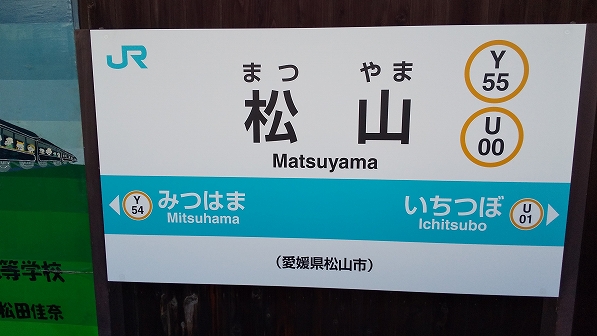 JR
まつ やま
松 山
Matsuyama
Y
55
U
00
Y
54
みつはま
Mitsuhama
いちつぼ
Ichitsubo
U
01
(愛媛県松山市)
等学校
松田佳奈